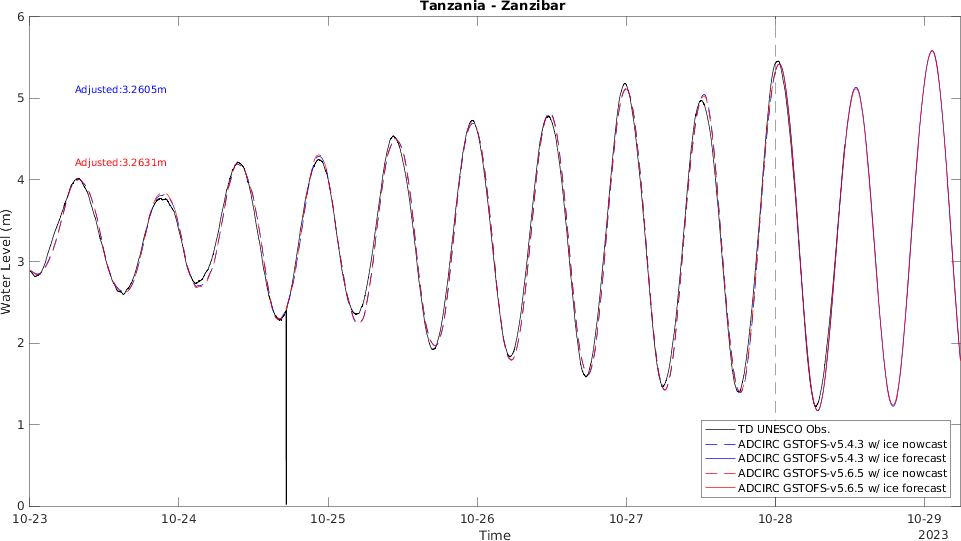 Tanzania - Zanzibar
Water Level (m)
6
5
4
3
2
1
0
Adjusted:3.2605m
Adjusted:3.2631m
TD UNESCO Obs.
ADCIRC GSTOFS-v5.4.3 w/ ice nowcast
ADCIRC GSTOFS-v5.4.3 w/ ice forecast
ADCIRC GSTOFS-v5.6.5 w/ ice nowcast
ADCIRC GSTOFS-v5.6.5 w/ ice forecast
10-23 10-24 10-25 10-26 10-27 10-28 10-29
Time
2023